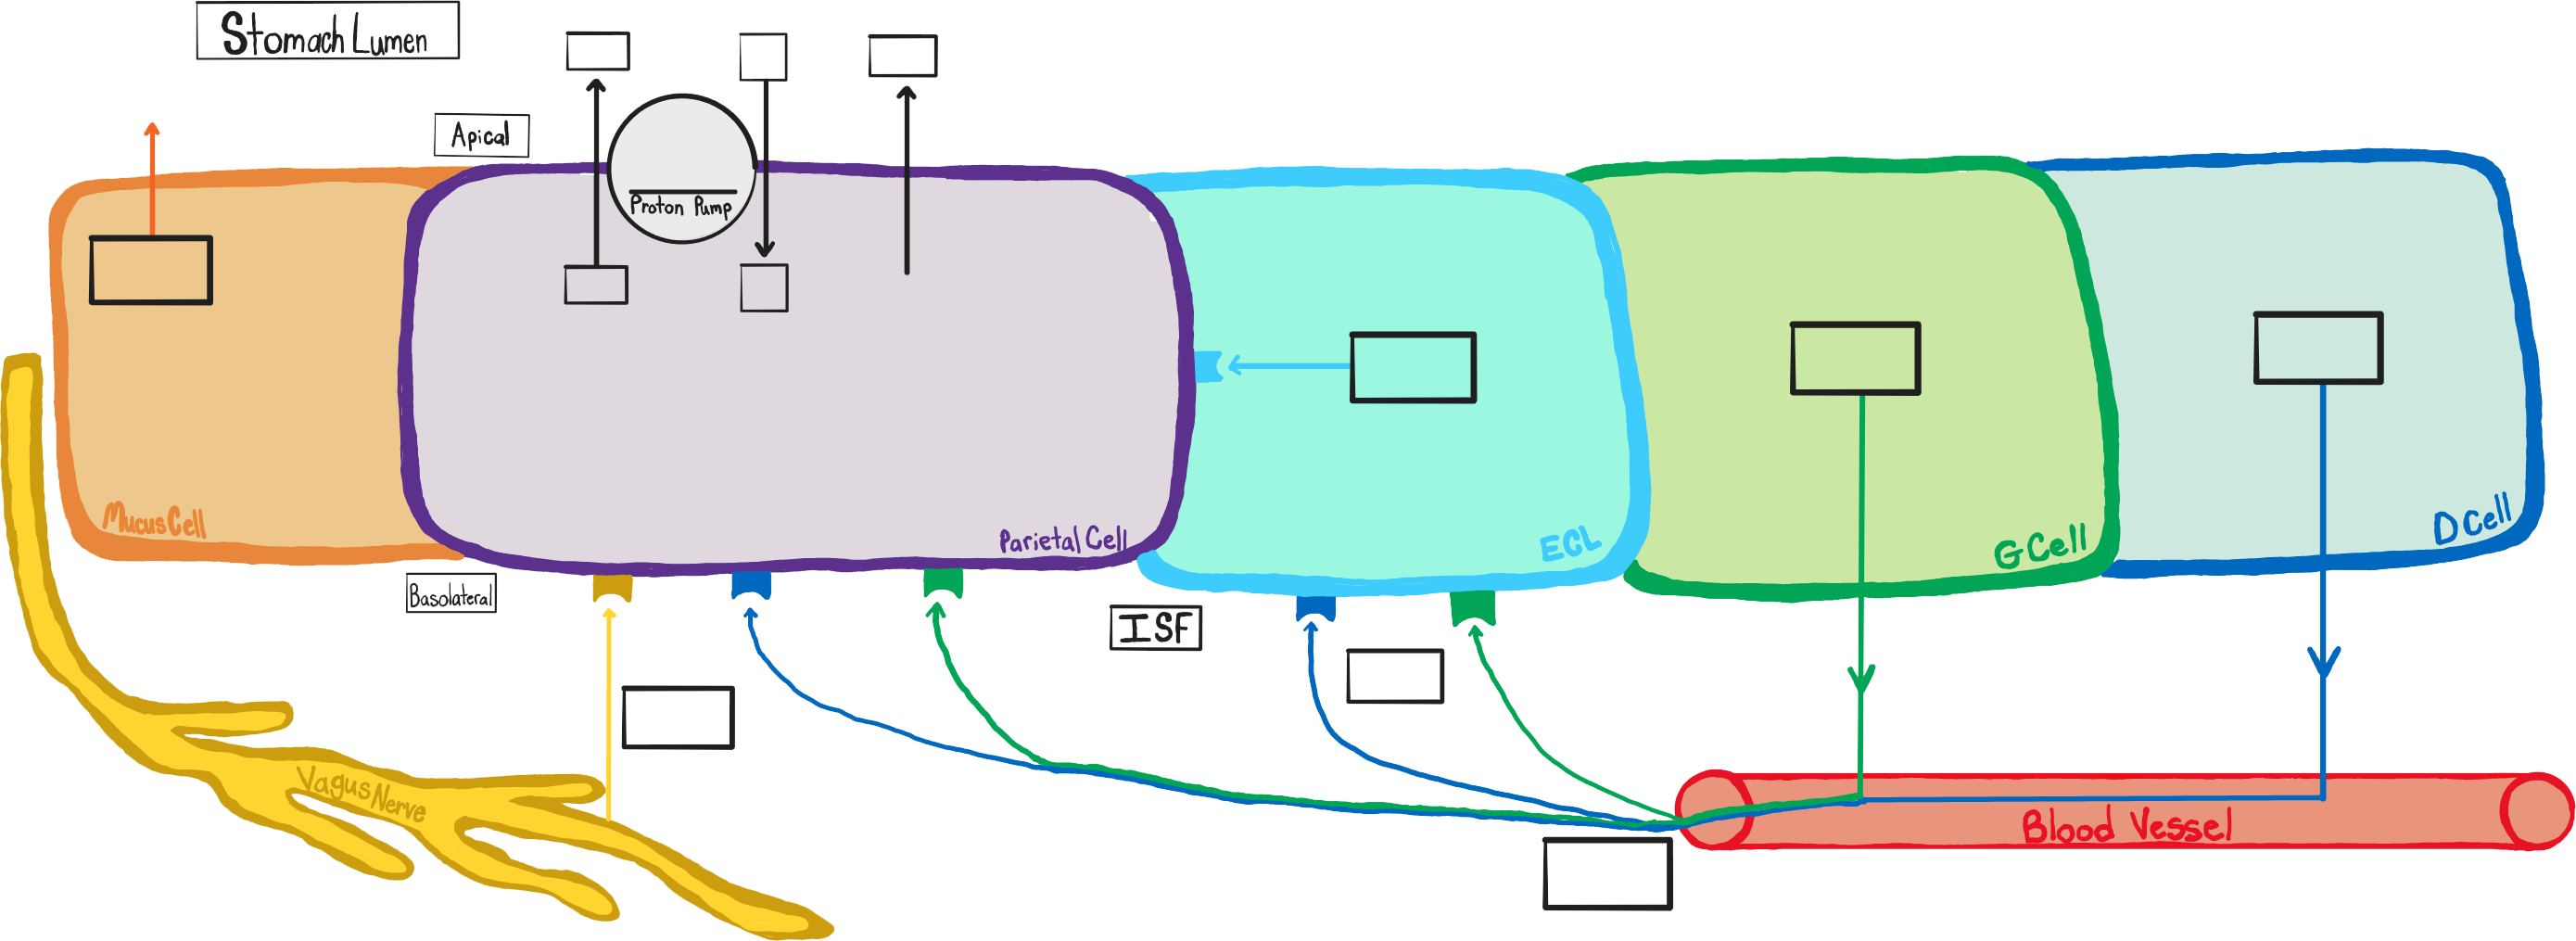 Stomach Lumen
Apical
Proton Pump
Mucus Cell
Parietal Cell
ECL
G Cell
D Cell
Basolateral
ISF
Vagus Nerve
Blood Vessel